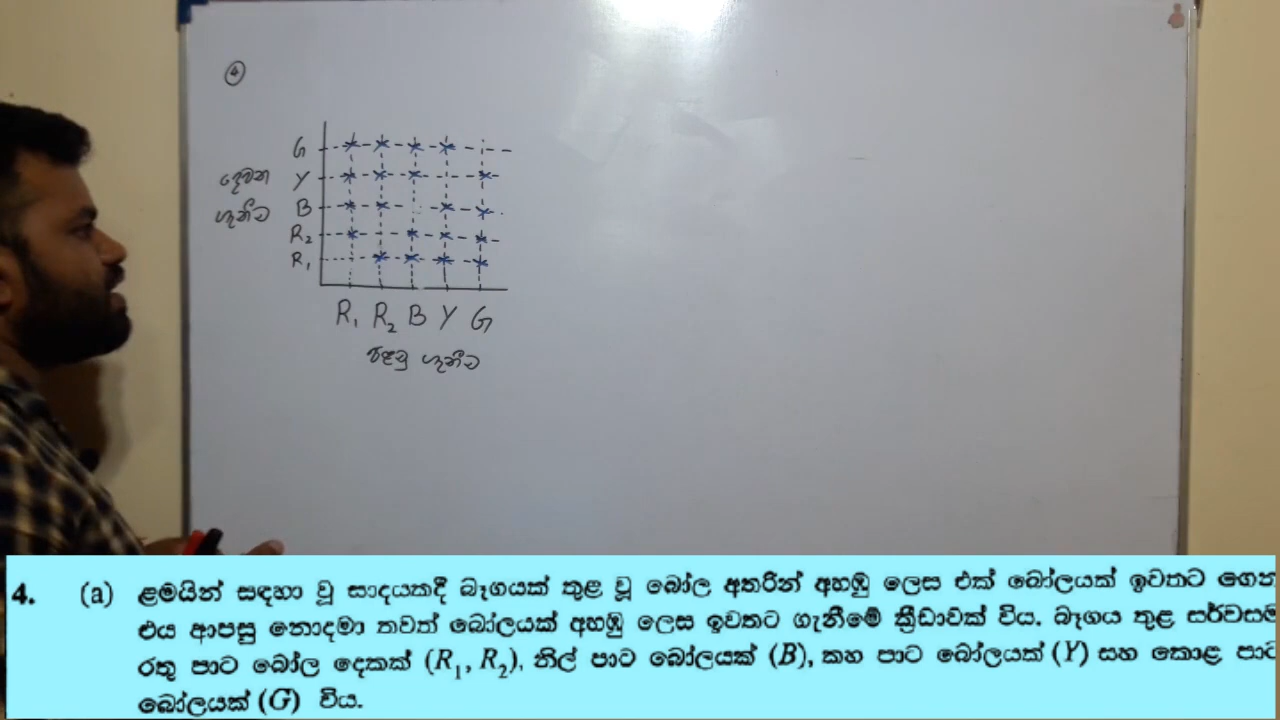 ④
G
Y
B
R₂
R₁
දෙවන
ගැනීම
R₁ R₂ B Y G
පළමු ගැනීම
4. (a) ළමයින් සඳහා වූ සාදයකදී බෑගයක් තුළ වූ බෝල අතරින් අහඹු ලෙස එක් බෝලයක් ඉවතට ගෙන
එය ආපසු නොදමා තවත් බෝලයක් අහඹු ලෙස ඉවතට ගැනීමේ ක්‍රීඩාවක් විය. බෑගය තුළ සර්වසම
රතු පාට බෝල දෙකක් (R₁, R₂), නිල් පාට බෝලයක් (B), කහ පාට බෝලයක් (Y) සහ කොළ පාට
බෝලයක් (G) විය.